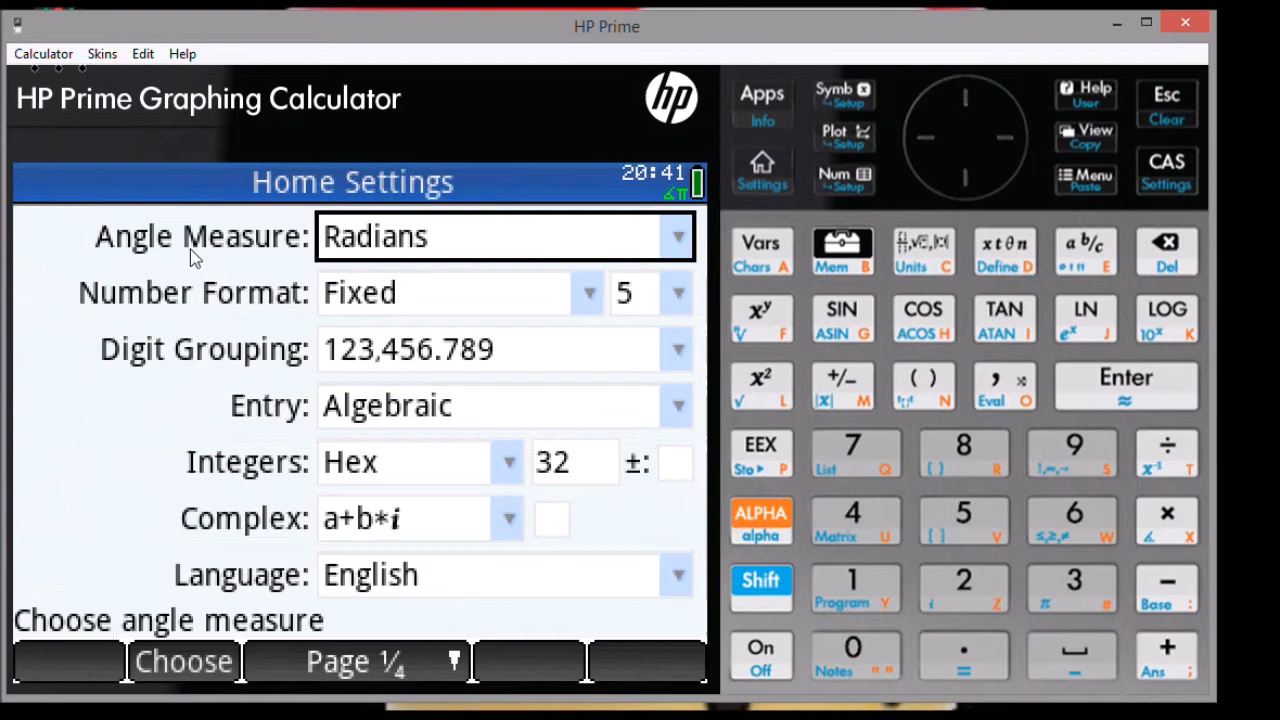 HP Prime
Calculator Skins Edit Help
HP Prime Graphing Calculator
hp
Home Settings
20:41
∡π
Angle Measure: Radians
Number Format: Fixed 5
Digit Grouping: 123,456.789
Entry: Algebraic
Integers: Hex 32 ±:
Complex: a+b*i
Language: English
Choose angle measure
Choose Page 1/4
Apps
Info
Symb
Setup
Help
User
Esc
Clear
Plot
Setup
View
Copy
Settings
Num
Setup
Menu
Paste
CAS
Settings
Vars
Chars A
Mem B
Units C
x t θ n
Define D
a b/c
E
Del
xʸ
F
SIN
ASIN G
COS
ACOS H
TAN
ATAN I
LN
eˣ J
LOG
10ˣ K
x²
√ L
+/−
|x| M
( )
N
,
Eval O
Enter
≈
EEX
Sto ▸ P
7
List Q
8
{ } R
9
!,∞,→ S
÷
x⁻¹ T
ALPHA
alpha
4
Matrix U
5
[ ] V
6
≤,≥,≠ W
×
∡ X
Shift
1
Program Y
2
i Z
3
π #
−
Base :
On
Off
0
Notes " "
.
=
_
+
Ans ;